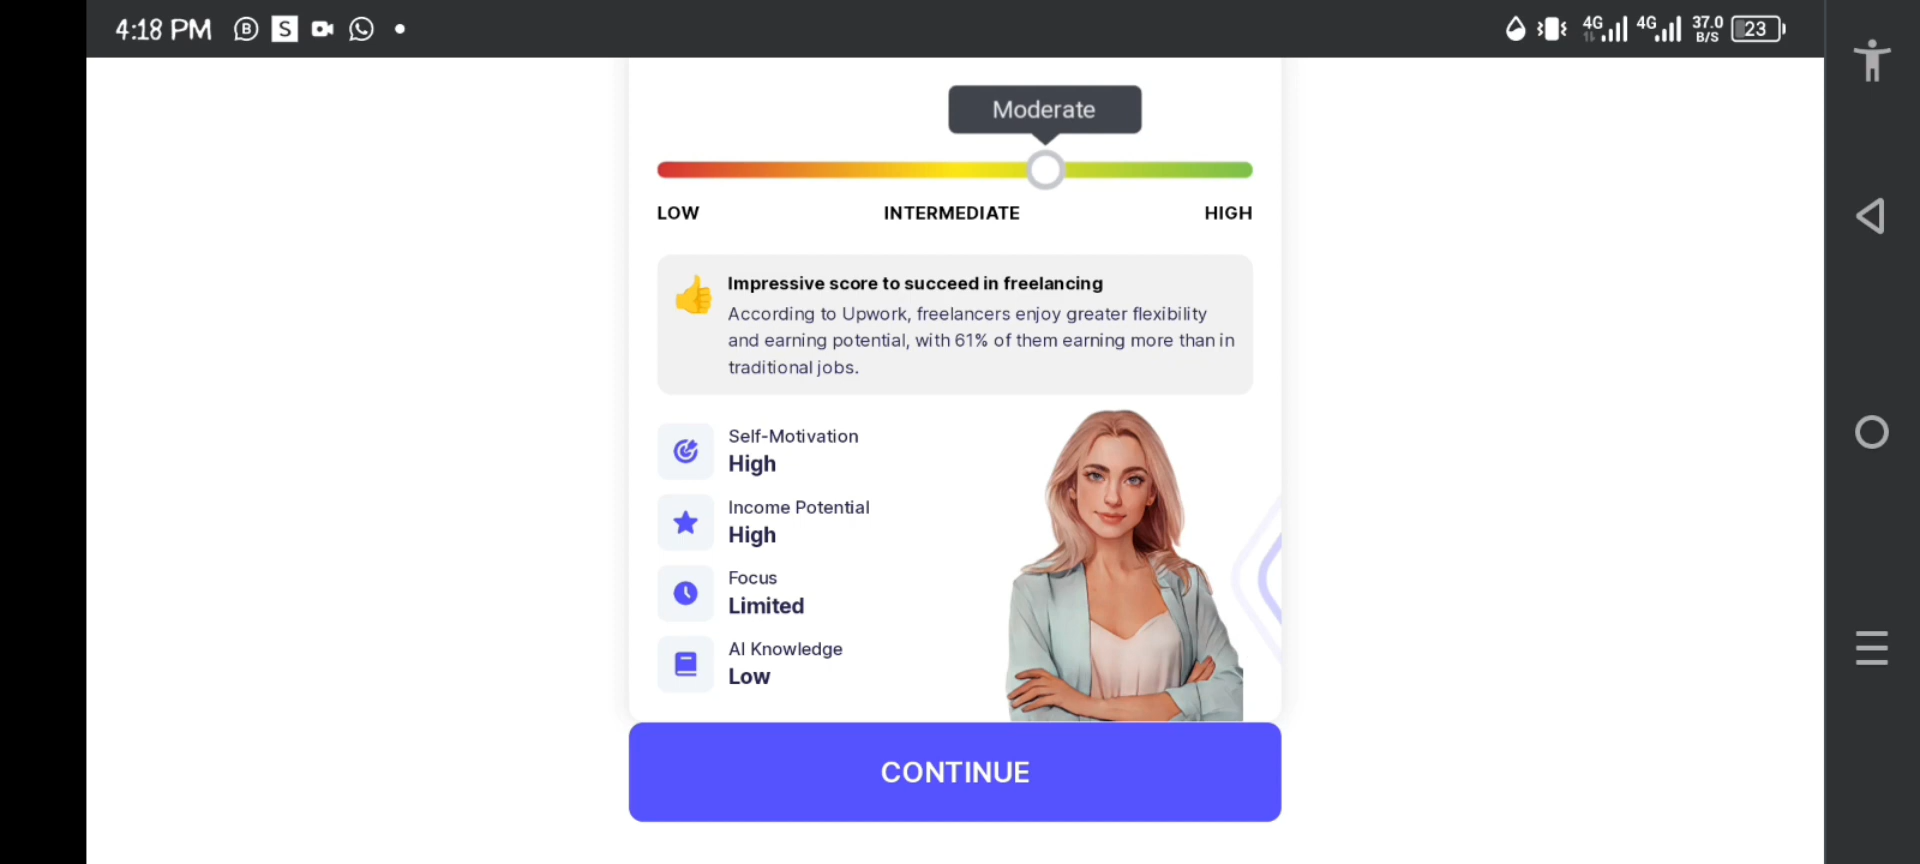 4:18 PM
B S
4G 4G 37.0 B/S 23
Moderate
LOW INTERMEDIATE HIGH
Impressive score to succeed in freelancing
According to Upwork, freelancers enjoy greater flexibility
and earning potential, with 61% of them earning more than in
traditional jobs.
Self-Motivation
High
Income Potential
High
Focus
Limited
AI Knowledge
Low
CONTINUE